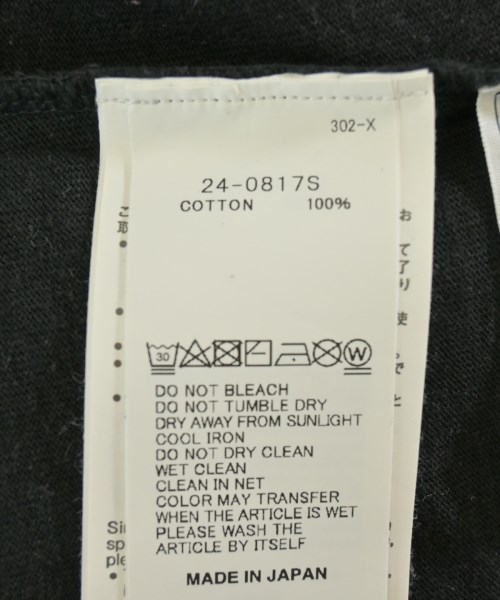 302-X
24-0817S
COTTON 100%
30
W
DO NOT BLEACH
DO NOT TUMBLE DRY
DRY AWAY FROM SUNLIGHT
COOL IRON
DO NOT DRY CLEAN
WET CLEAN
CLEAN IN NET
COLOR MAY TRANSFER
WHEN THE ARTICLE IS WET
PLEASE WASH THE
ARTICLE BY ITSELF
MADE IN JAPAN